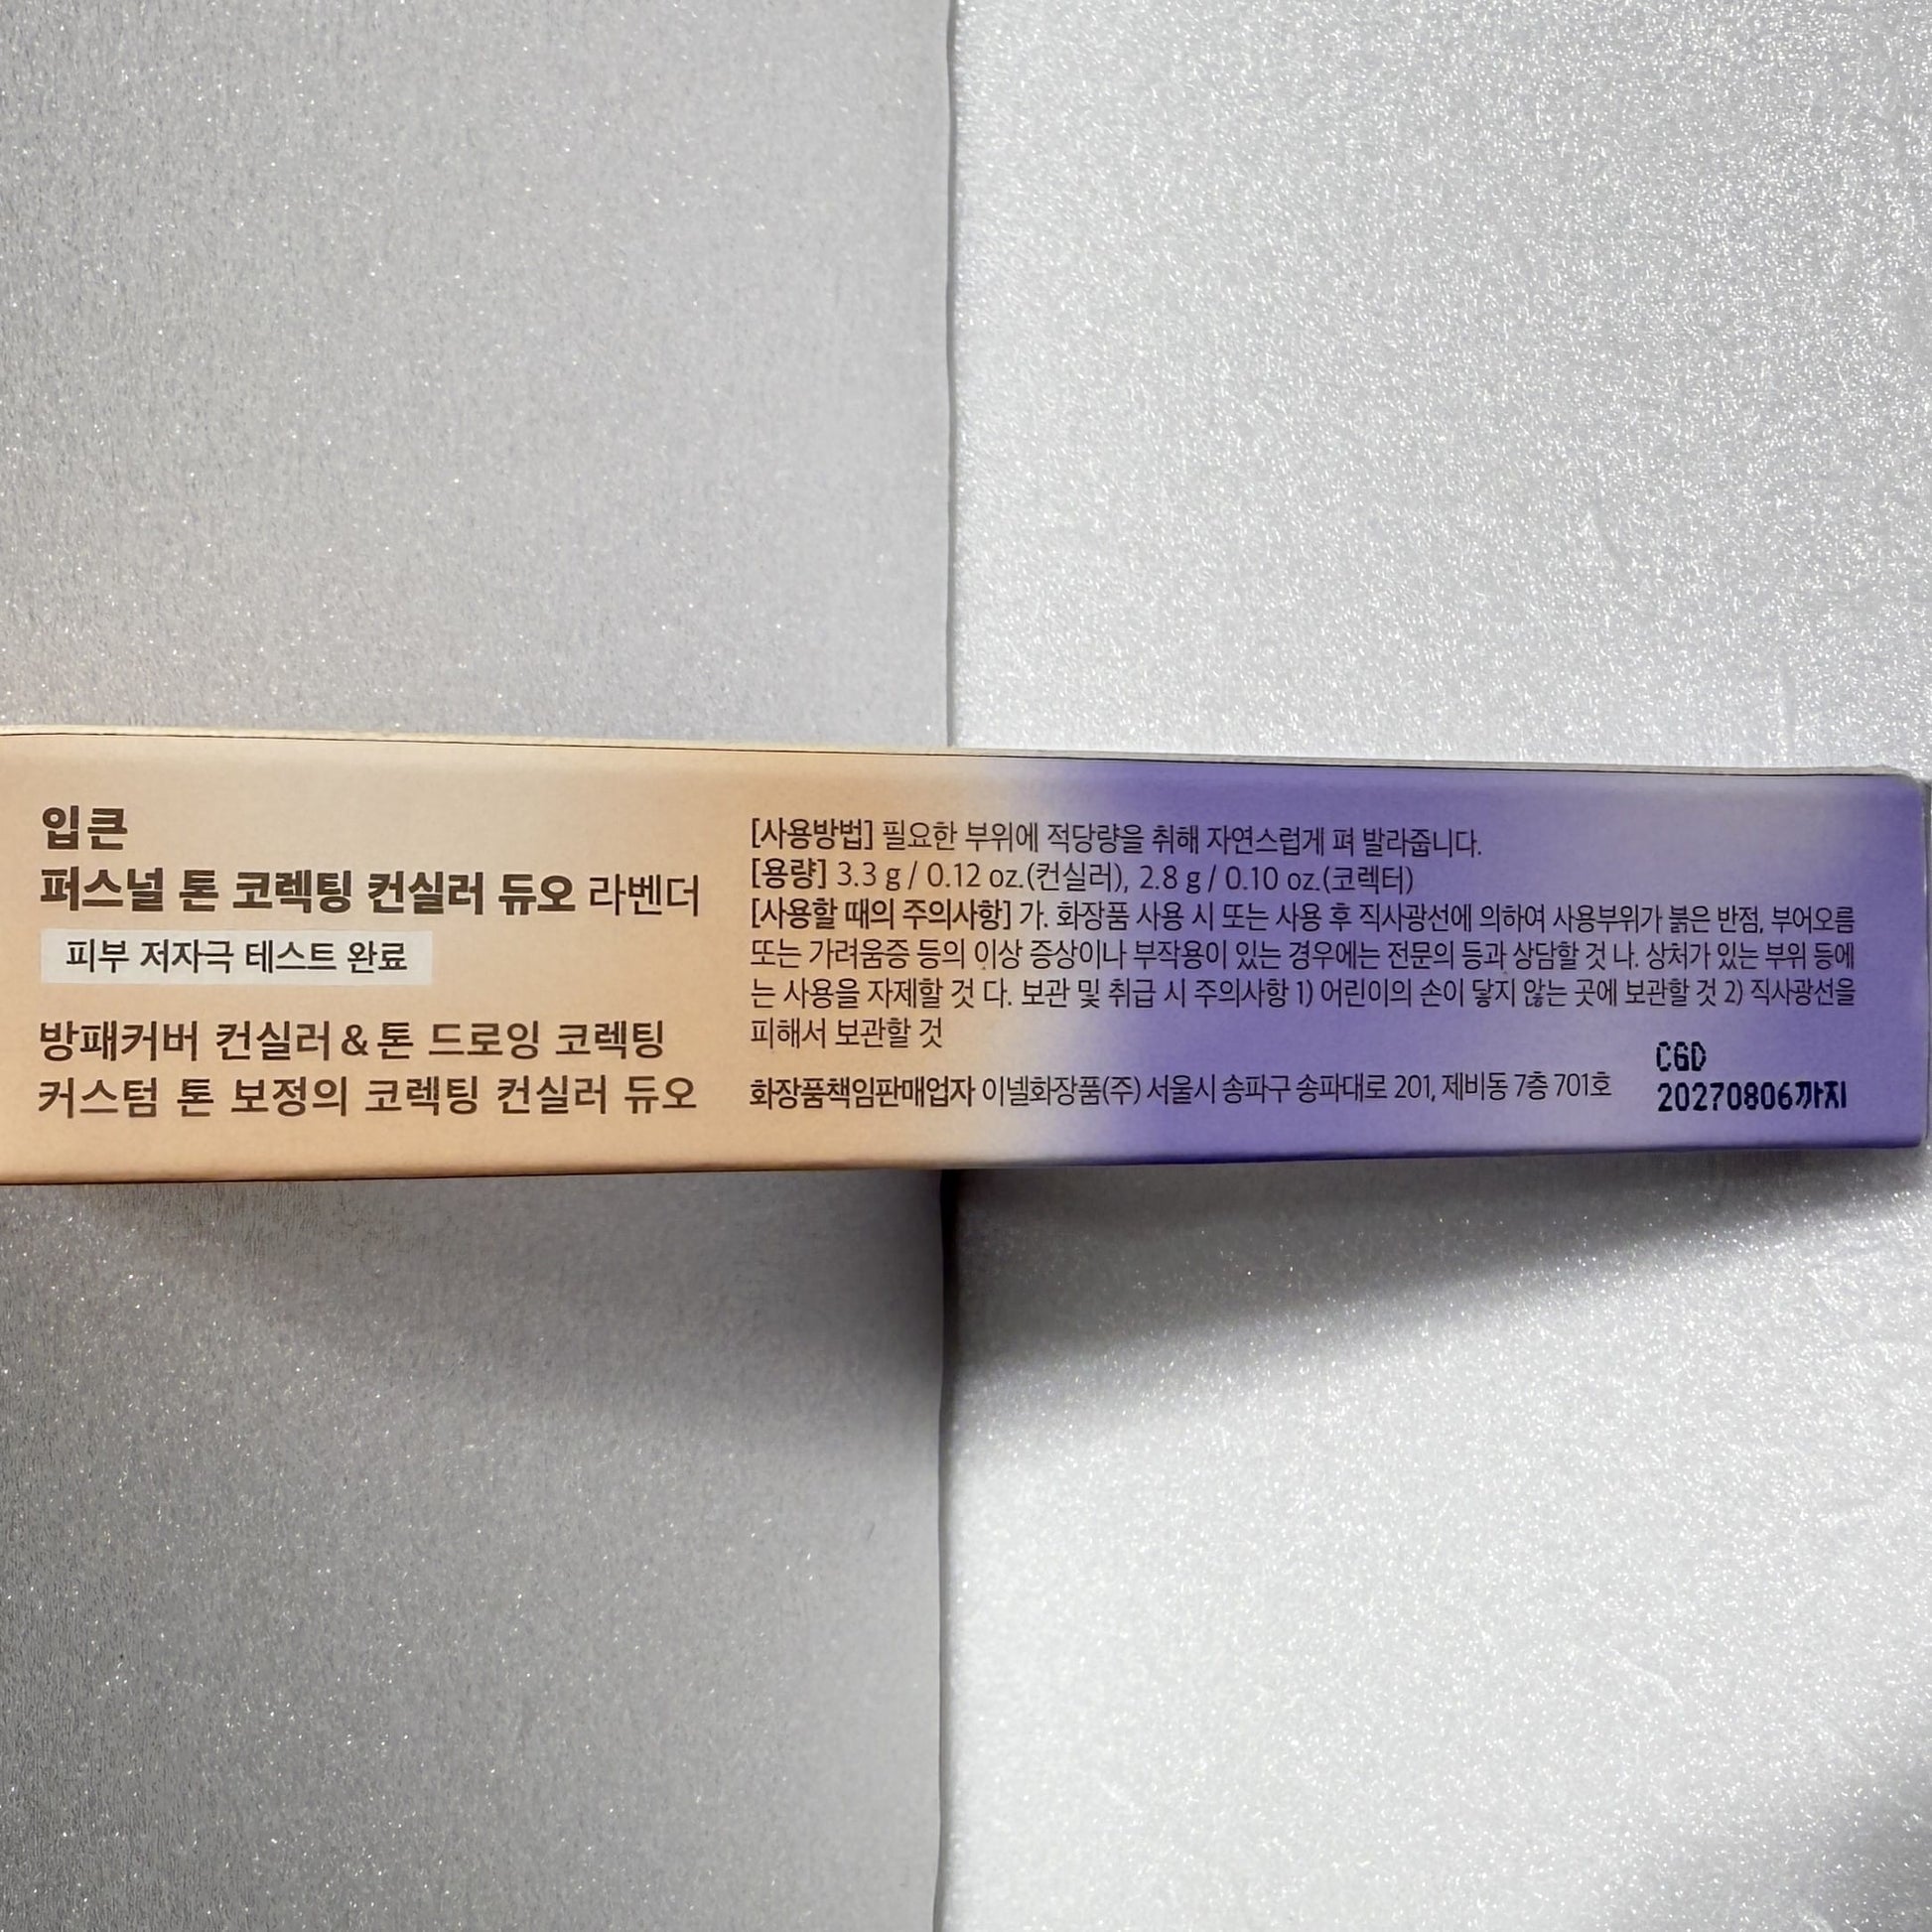 입큰
퍼스널 톤 코렉팅 컨실러 듀오 라벤더
피부 저자극 테스트 완료
방패커버 컨실러&톤 드로잉 코렉팅
커스텀 톤 보정의 코렉팅 컨실러 듀오
[사용방법] 필요한 부위에 적당량을 취해 자연스럽게 펴 발라줍니다.
[용량] 3.3 g / 0.12 oz.(컨실러), 2.8 g / 0.10 oz.(코렉터)
[사용할 때의 주의사항] 가. 화장품 사용 시 또는 사용 후 직사광선에 의하여 사용부위가 붉은 반점, 부어오름
또는 가려움증 등의 이상 증상이나 부작용이 있는 경우에는 전문의 등과 상담할 것 나. 상처가 있는 부위 등에
는 사용을 자제할 것 다. 보관 및 취급 시 주의사항 1) 어린이의 손이 닿지 않는 곳에 보관할 것 2) 직사광선을
피해서 보관할 것
화장품책임판매업자 이넬화장품(주) 서울시 송파구 송파대로 201, 제비동 7층 701호
CGD
20270806까지